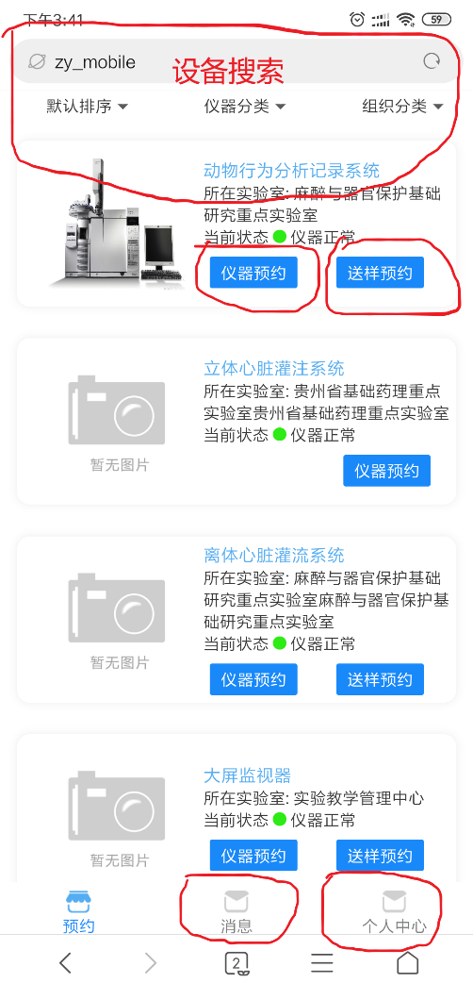 下午3:41
59
zy_mobile
设备搜索
默认排序 仪器分类 组织分类
动物行为分析记录系统
所在实验室: 麻醉与器官保护基础
研究重点实验室
当前状态 仪器正常
仪器预约 送样预约
立体心脏灌注系统
所在实验室: 贵州省基础药理重点
实验室贵州省基础药理重点实验室
当前状态 仪器正常
暂无图片
仪器预约
离体心脏灌流系统
所在实验室: 麻醉与器官保护基础
研究重点实验室麻醉与器官保护基
础研究重点实验室
当前状态 仪器正常
暂无图片
仪器预约 送样预约
大屏监视器
所在实验室: 实验教学管理中心
当前状态 仪器正常
暂无图片
仪器预约 送样预约
预约 消息 个人中心
2